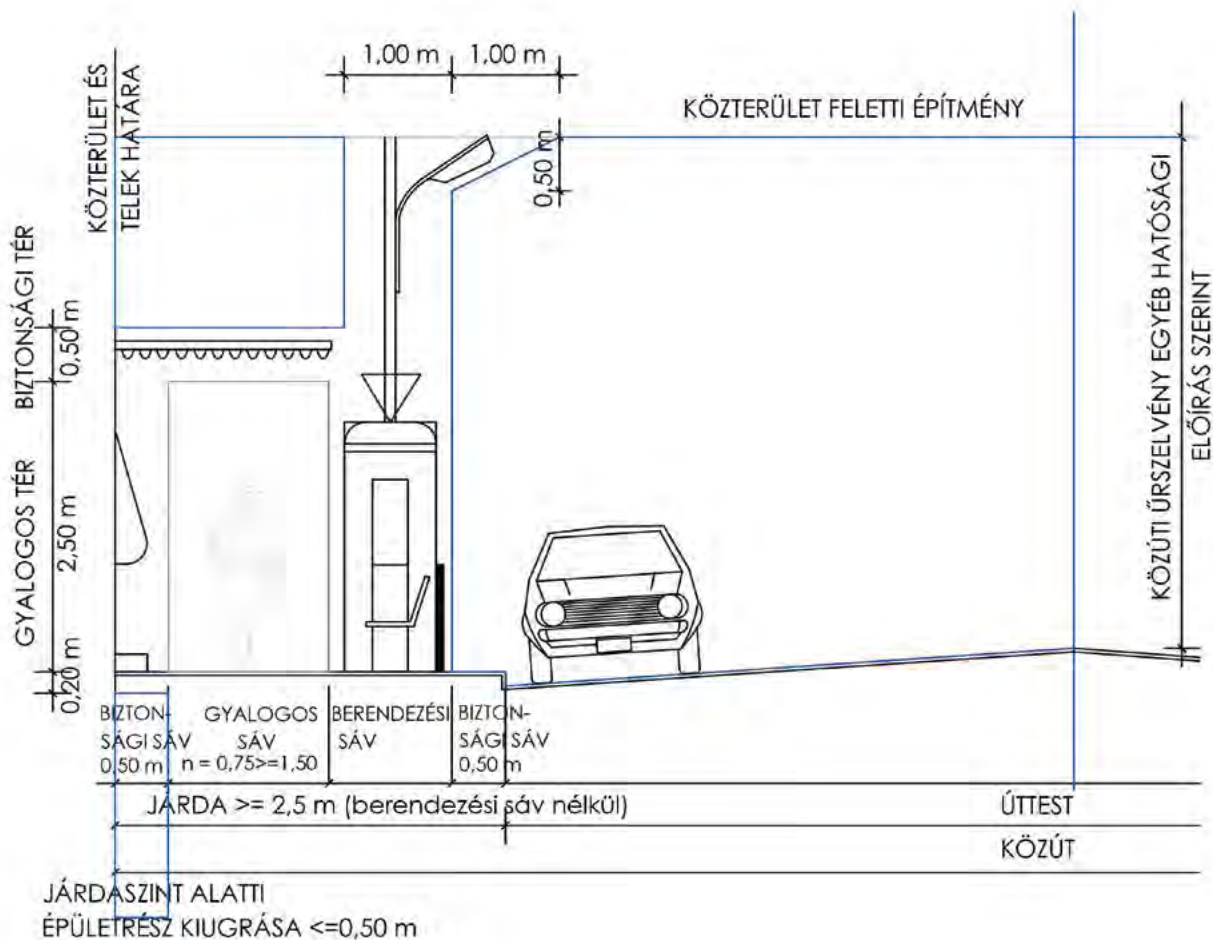 1,00 m
1,00 m
KÖZTERÜLET ÉS
TELEK HATÁRA
KÖZTERÜLET FELETTI ÉPÍTMÉNY
0,50 m
BIZTONSÁGI TÉR
0,50 m
GYALOGOS TÉR
2,50 m
0,20 m
KÖZÚTI ŰRSZELVÉNY EGYÉB HATÓSÁGI
ELŐÍRÁS SZERINT
BIZTON-
SÁGI SÁV
0,50 m
GYALOGOS
SÁV
n = 0,75>=1,50
BERENDEZÉSI
SÁV
BIZTON-
SÁGI SÁV
0,50 m
JÁRDA >= 2,5 m (berendezési sáv nélkül)
ÚTTEST
KÖZÚT
JÁRDASZINT ALATTI
ÉPÜLETRÉSZ KIUGRÁSA <=0,50 m